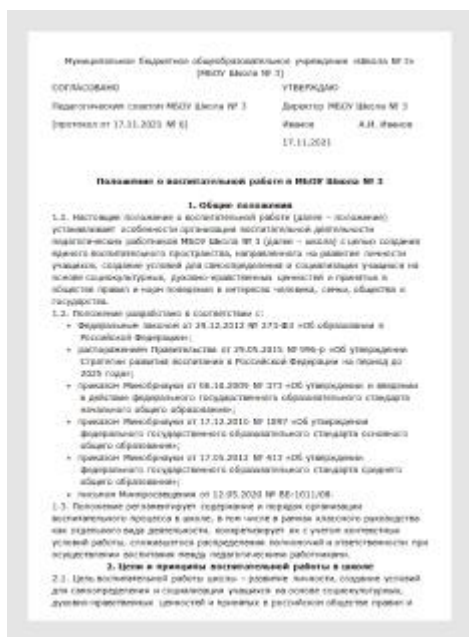 Муниципальное бюджетное общеобразовательное учреждение «Школа № 3»
(МБОУ Школа № 3)
СОГЛАСОВАНО УТВЕРЖДАЮ
Педагогическим советом МБОУ Школа № 3 Директор МБОУ Школа № 3
(протокол от 17.11.2021 № 6) Иванов А.И. Иванов
17.11.2021
Положение о воспитательной работе в МБОУ Школа № 3
1. Общие положения
1.1. Настоящее положение о воспитательной работе (далее – положение)
устанавливает особенности организации воспитательной деятельности
педагогических работников МБОУ Школа № 3 (далее – школа) с целью создания
единого воспитательного пространства, направленного на развитие личности
учащихся, создание условий для самоопределения и социализации учащихся на
основе социокультурных, духовно-нравственных ценностей и принятых в
обществе правил и норм поведения в интересах человека, семьи, общества и
государства.
1.2. Положение разработано в соответствии с:
• Федеральным законом от 29.12.2012 № 273-ФЗ «Об образовании в
Российской Федерации»;
• распоряжением Правительства от 29.05.2015 № 996-р «Об утверждении
Стратегии развития воспитания в Российской Федерации на период до
2025 года»;
• приказом Минобрнауки от 06.10.2009 № 373 «Об утверждении и введении
в действие федерального государственного образовательного стандарта
начального общего образования»;
• приказом Минобрнауки от 17.12.2010 № 1897 «Об утверждении
федерального государственного образовательного стандарта основного
общего образования»;
• приказом Минобрнауки от 17.05.2012 № 413 «Об утверждении
федерального государственного образовательного стандарта среднего
общего образования»;
• письмом Минпросвещения от 12.05.2020 № ВБ-1011/08.
1.3. Положение регламентирует содержание и порядок организации
воспитательного процесса в школе, в том числе в рамках классного руководства
как отдельного вида деятельности, конкретизирует их с учетом контекстных
условий работы, сложившегося распределения полномочий и ответственности при
осуществлении воспитания между педагогическими работниками.
2. Цели и принципы воспитательной работы в школе
2.1. Цель воспитательной работы школы – развитие личности, создание условий
для самоопределения и социализации учащихся на основе социокультурных,
духовно-нравственных ценностей и принятых в российском обществе правил и